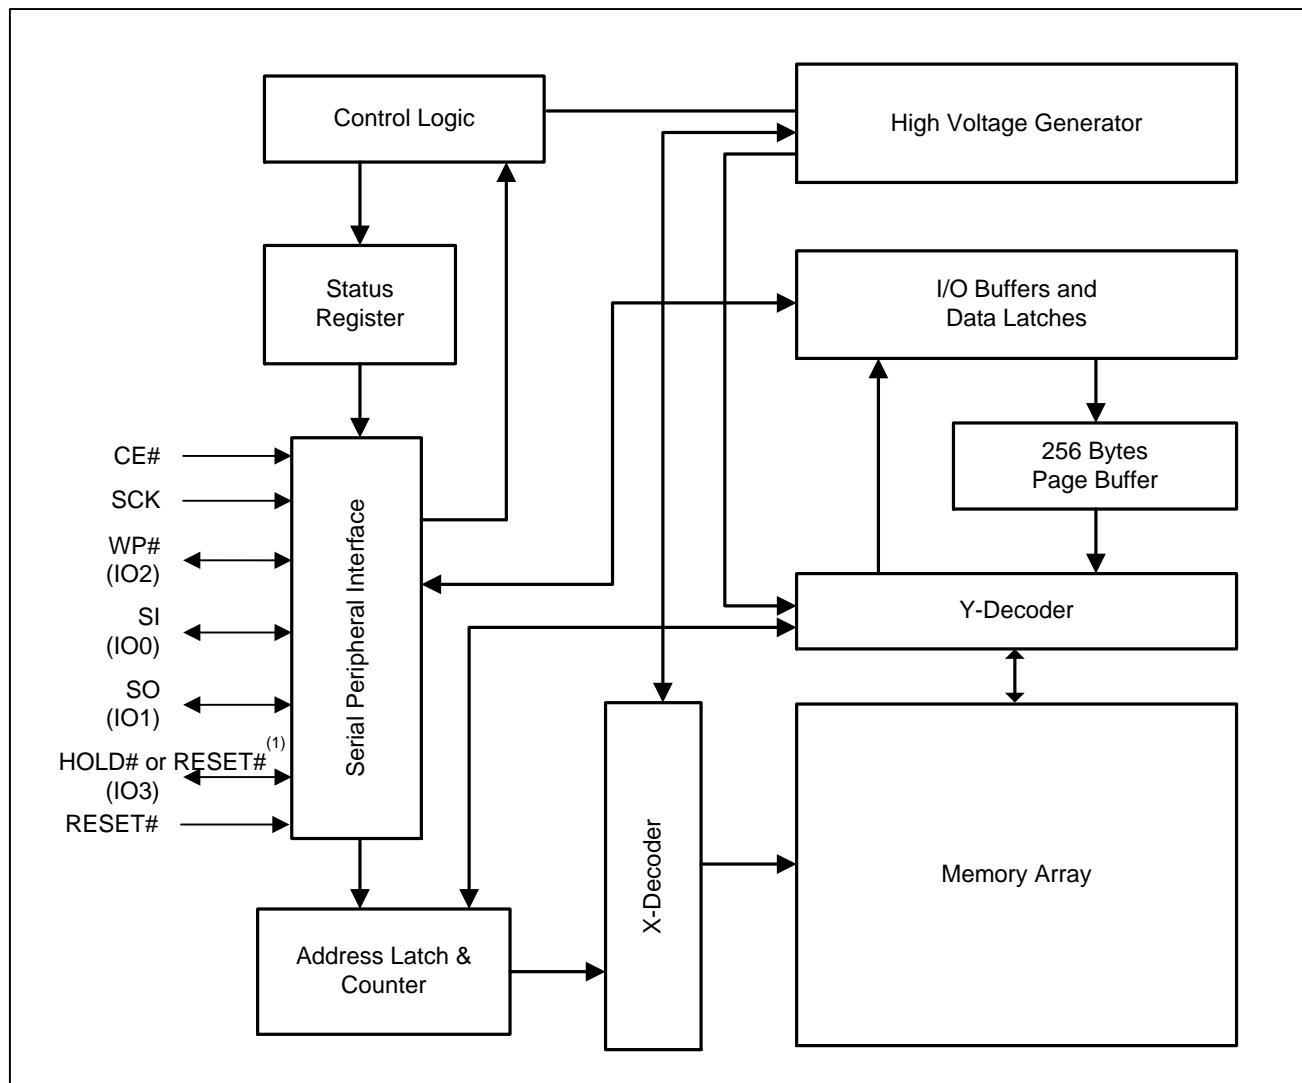 Control Logic
High Voltage Generator
Status
Register
I/O Buffers and
Data Latches
256 Bytes
Page Buffer
CE#
SCK
WP#
(IO2)
SI
(IO0)
SO
(IO1)
HOLD# or RESET#(1)
(IO3)
RESET#
Serial Peripheral Interface
Y-Decoder
X-Decoder
Memory Array
Address Latch &
Counter